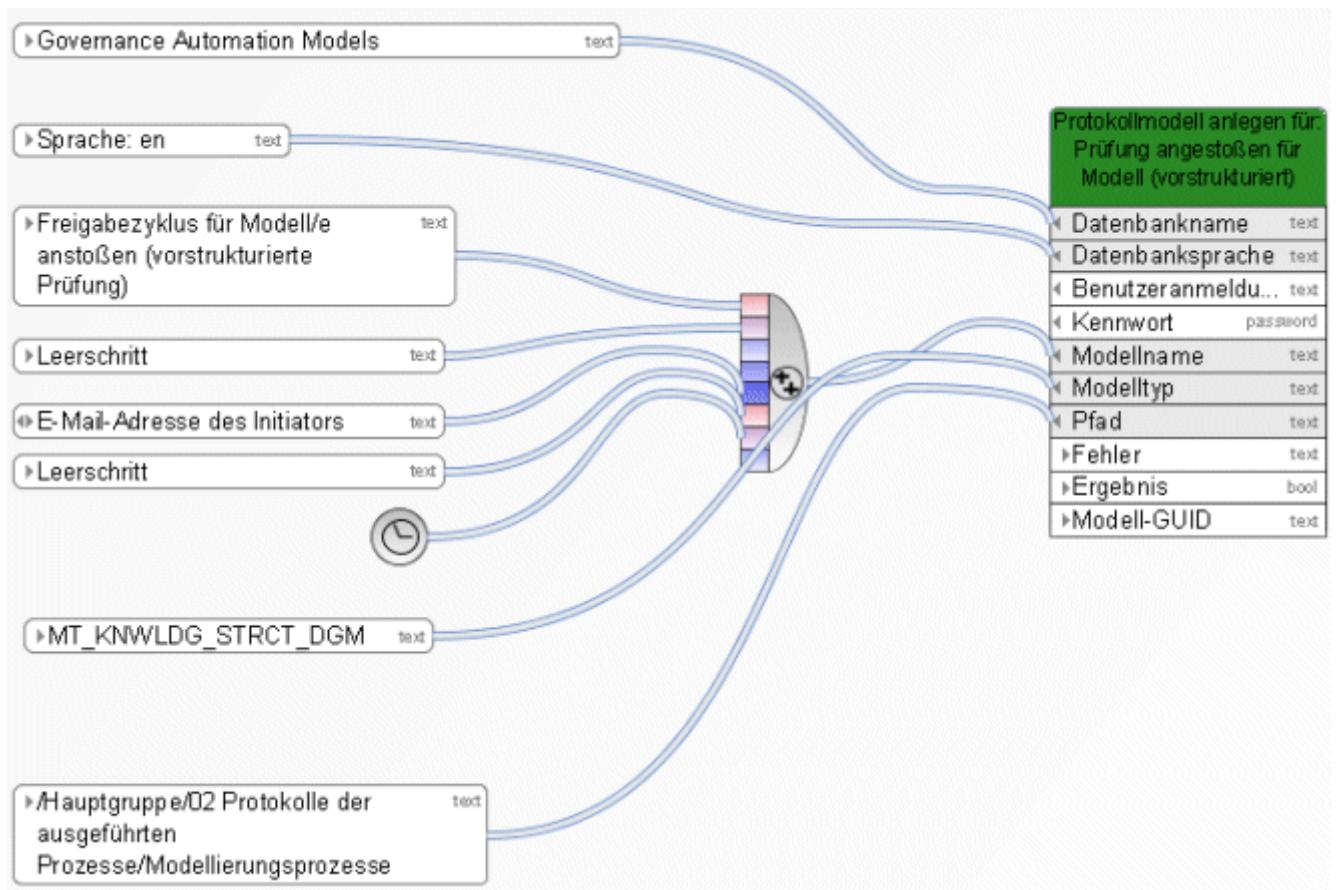 Governance Automation Models text
Sprache: en text
Freigabezyklus für Modell/e text
anstoßen (vorstrukturierte
Prüfung)
Leerschritt text
E-Mail-Adresse des Initiators text
Leerschritt text
MT_KNWLDG_STRCT_DGM text
/Hauptgruppe/02 Protokolle der text
ausgeführten
Prozesse/Modellierungsprozesse
Protokollmodell anlegen für:
Prüfung angestoßen für
Modell (vorstrukturiert)
Datenbankname text
Datenbanksprache text
Benutzeranmeldu... text
Kennwort password
Modellname text
Modelltyp text
Pfad text
Fehler text
Ergebnis bool
Modell-GUID text